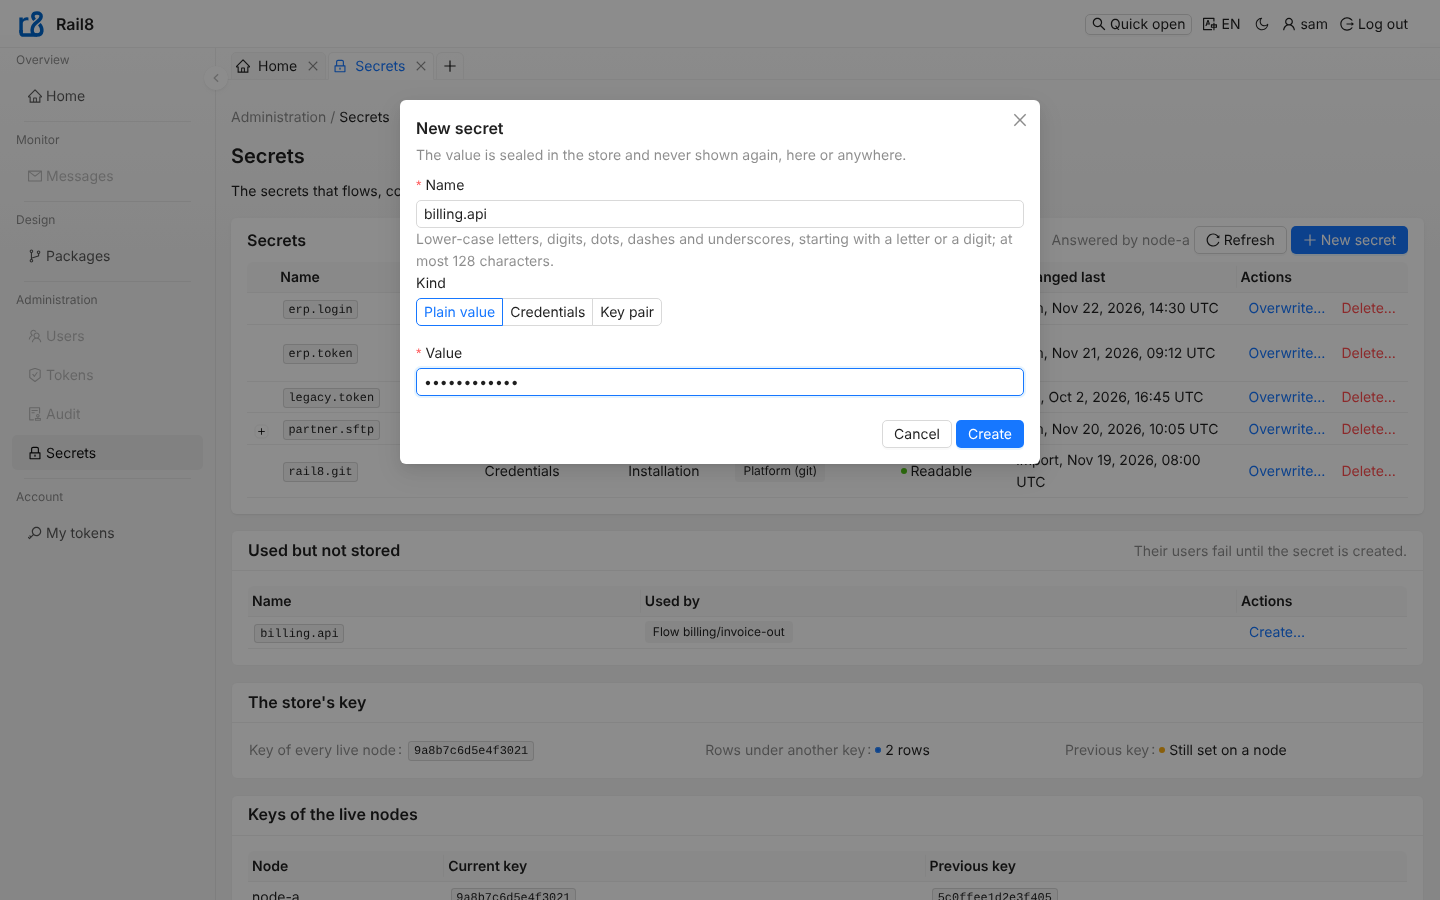 Rail8
Quick open
EN
sam
Log out
Overview
Home
Monitor
Messages
Design
Packages
Administration
Users
Tokens
Audit
Secrets
Account
My tokens
Home
Secrets
Administration / Secrets
Secrets
The secrets that flows, co
Secrets
Answered by node-a
Refresh
New secret
Name
nged last
Actions
erp.login
, Nov 22, 2026, 14:30 UTC
Overwrite...
Delete...
erp.token
, Nov 21, 2026, 09:12 UTC
Overwrite...
Delete...
legacy.token
, Oct 2, 2026, 16:45 UTC
Overwrite...
Delete...
partner.sftp
, Nov 20, 2026, 10:05 UTC
Overwrite...
Delete...
rail8.git
Credentials
Installation
Platform (git)
Readable
import, Nov 19, 2026, 08:00
UTC
Overwrite...
Delete...
New secret
The value is sealed in the store and never shown again, here or anywhere.
* Name
billing.api
Lower-case letters, digits, dots, dashes and underscores, starting with a letter or a digit; at
most 128 characters.
Kind
Plain value
Credentials
Key pair
* Value
••••••••••••
Cancel
Create
Used but not stored
Their users fail until the secret is created.
Name
Used by
Actions
billing.api
Flow billing/invoice-out
Create...
The store's key
Key of every live node:
9a8b7c6d5e4f3021
Rows under another key:
2 rows
Previous key:
Still set on a node
Keys of the live nodes
Node
Current key
Previous key
node-a
9a8b7c6d5e4f3021
5c0ffee1d2e3f405